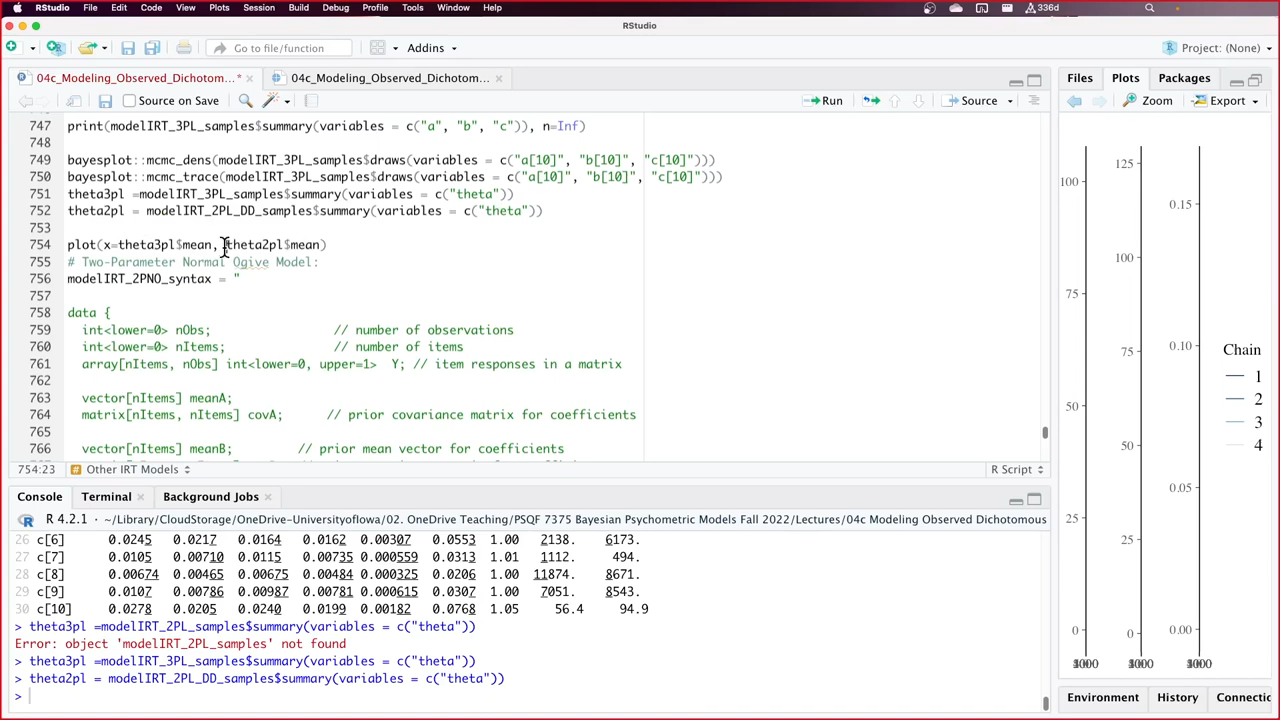 RStudio File Edit Code View Plots Session Build Debug Profile Tools Window Help 336d
RStudio
Go to file/function Addins Project: (None)
04c_Modeling_Observed_Dichotom...* 04c_Modeling_Observed_Dichotom...
Source on Save Run Source
747 print(modelIRT_3PL_samples$summary(variables = c("a", "b", "c")), n=Inf)
748
749 bayesplot::mcmc_dens(modelIRT_3PL_samples$draws(variables = c("a[10]", "b[10]", "c[10]")))
750 bayesplot::mcmc_trace(modelIRT_3PL_samples$draws(variables = c("a[10]", "b[10]", "c[10]")))
751 theta3pl =modelIRT_3PL_samples$summary(variables = c("theta"))
752 theta2pl = modelIRT_2PL_DD_samples$summary(variables = c("theta"))
753
754 plot(x=theta3pl$mean, theta2pl$mean)
755 # Two-Parameter Normal Ogive Model:
756 modelIRT_2PNO_syntax = "
757
758 data {
759 int<lower=0> nObs; // number of observations
760 int<lower=0> nItems; // number of items
761 array[nItems, nObs] int<lower=0, upper=1> Y; // item responses in a matrix
762
763 vector[nItems] meanA;
764 matrix[nItems, nItems] covA; // prior covariance matrix for coefficients
765
766 vector[nItems] meanB; // prior mean vector for coefficients
754:23 # Other IRT Models R Script
Console Terminal Background Jobs
R 4.2.1 · ~/Library/CloudStorage/OneDrive-UniversityofIowa/02. OneDrive Teaching/PSQF 7375 Bayesian Psychometric Models Fall 2022/Lectures/04c Modeling Observed Dichotomous
26 c[6] 0.0245 0.0217 0.0164 0.0162 0.00307 0.0553 1.00 2138. 6173.
27 c[7] 0.0105 0.00710 0.0115 0.00735 0.000559 0.0313 1.01 1112. 494.
28 c[8] 0.00674 0.00465 0.00675 0.00484 0.000325 0.0206 1.00 11874. 8671.
29 c[9] 0.0107 0.00786 0.00987 0.00781 0.000615 0.0307 1.00 7051. 8543.
30 c[10] 0.0278 0.0205 0.0240 0.0199 0.00182 0.0768 1.05 56.4 94.9
> theta3pl =modelIRT_2PL_samples$summary(variables = c("theta"))
Error: object 'modelIRT_2PL_samples' not found
> theta3pl =modelIRT_3PL_samples$summary(variables = c("theta"))
> theta2pl = modelIRT_2PL_DD_samples$summary(variables = c("theta"))
>
Files Plots Packages
Zoom Export
100
75
50
25
0
125
100
75
50
25
0
0.15
0.10
0.05
0.00
Chain
1
2
3
4
Environment History Connectic